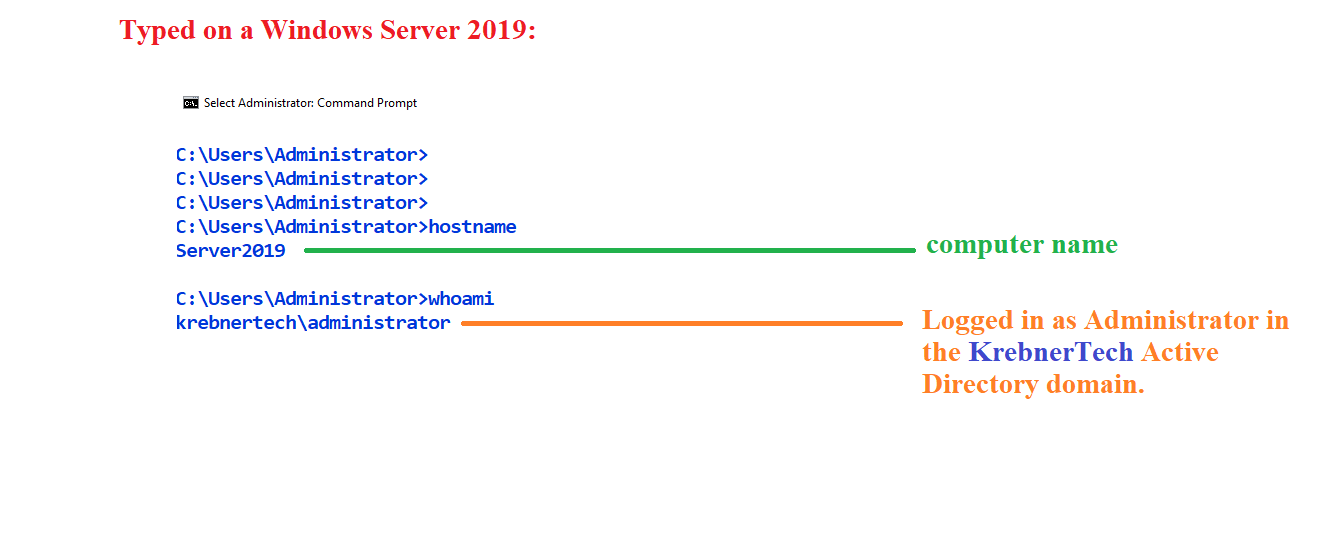 Typed on a Windows Server 2019:
Select Administrator: Command Prompt
C:\Users\Administrator>
C:\Users\Administrator>
C:\Users\Administrator>
C:\Users\Administrator>hostname
Server2019
computer name
C:\Users\Administrator>whoami
krebnertech\administrator
Logged in as Administrator in
the KrebnerTech Active
Directory domain.